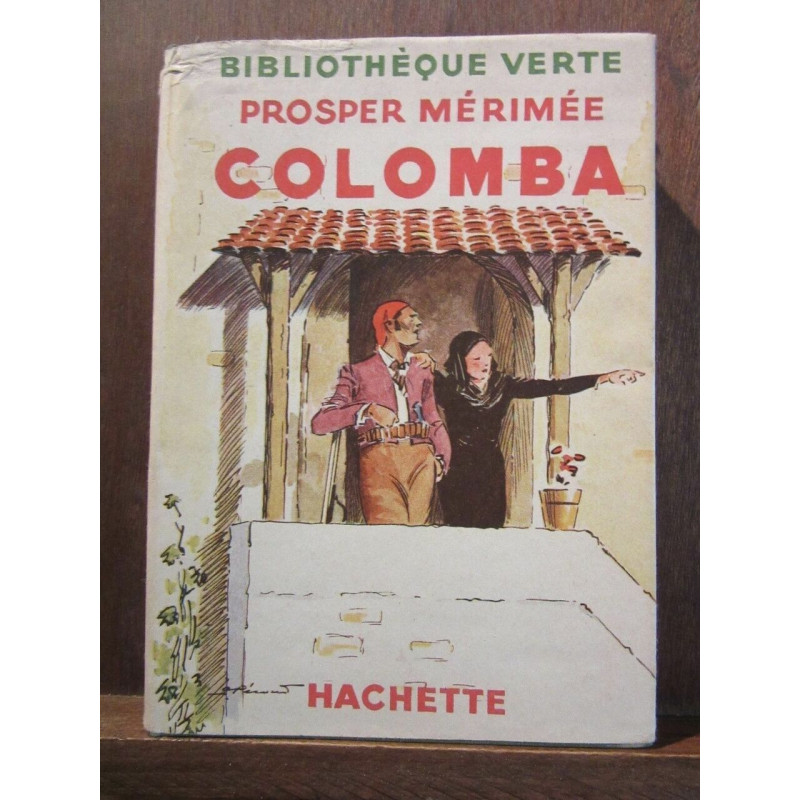 BIBLIOTHÈQUE VERTE
PROSPER MÉRIMÉE
COLOMBA
HACHETTE